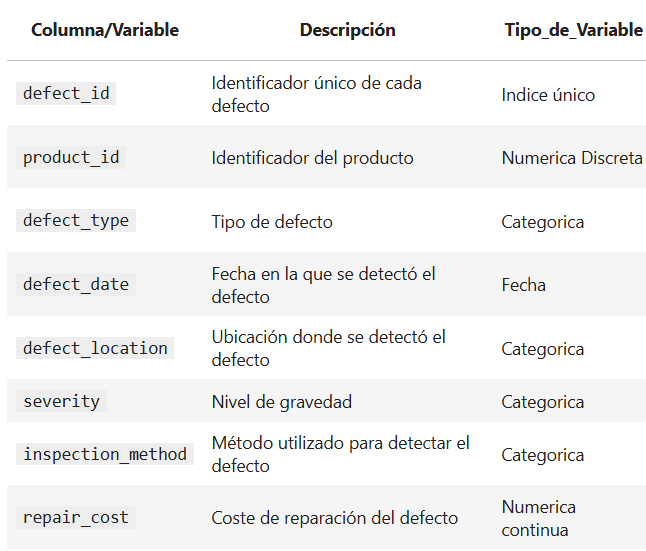 Columna/Variable Descripción Tipo_de_Variable
defect_id Identificador único de cada defecto Indice único
product_id Identificador del producto Numerica Discreta
defect_type Tipo de defecto Categorica
defect_date Fecha en la que se detectó el defecto Fecha
defect_location Ubicación donde se detectó el defecto Categorica
severity Nivel de gravedad Categorica
inspection_method Método utilizado para detectar el defecto Categorica
repair_cost Coste de reparación del defecto Numerica continua